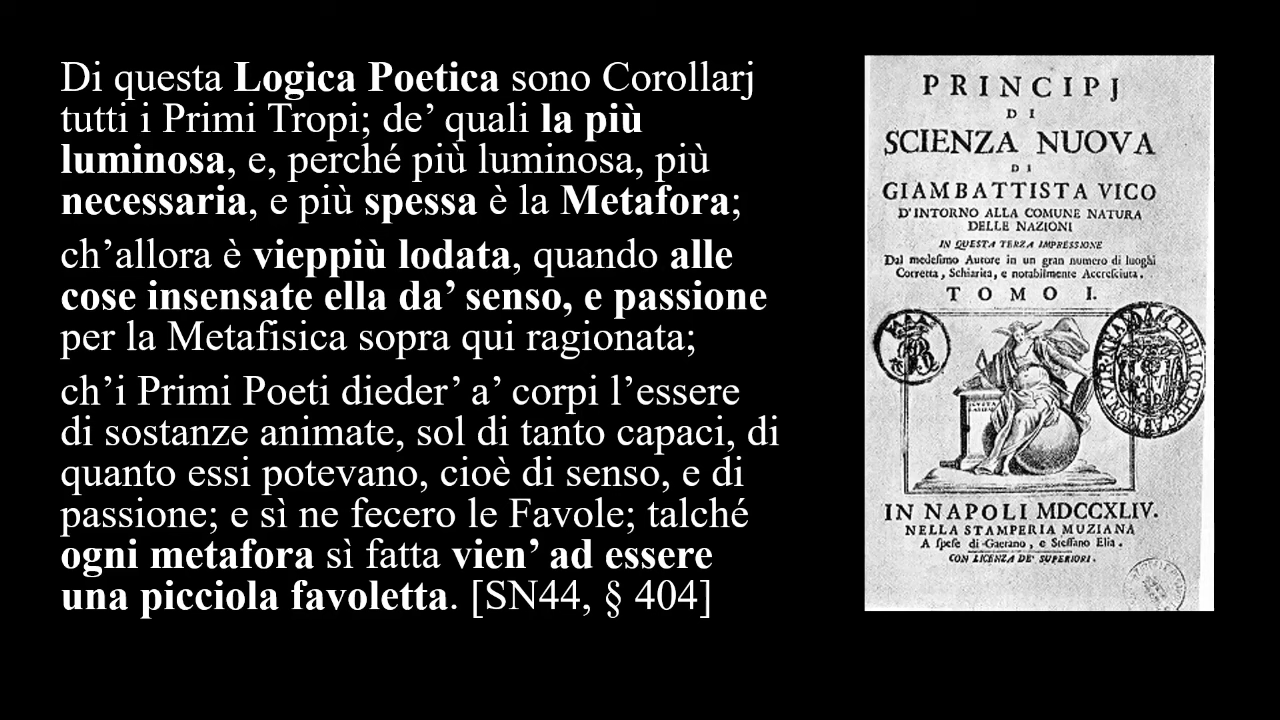 Di questa Logica Poetica sono Corollarj
tutti i Primi Tropi; de’ quali la più
luminosa, e, perché più luminosa, più
necessaria, e più spessa è la Metafora;
ch’allora è vieppiù lodata, quando alle
cose insensate ella da’ senso, e passione
per la Metafisica sopra qui ragionata;
ch’i Primi Poeti dieder’ a’ corpi l’essere
di sostanze animate, sol di tanto capaci, di
quanto essi potevano, cioè di senso, e di
passione; e sì ne fecero le Favole; talché
ogni metafora sì fatta vien’ ad essere
una picciola favoletta. [SN44, § 404]
PRINCIPJ
DI
SCIENZA NUOVA
DI
GIAMBATTISTA VICO
D'INTORNO ALLA COMUNE NATURA
DELLE NAZIONI
IN QUESTA TERZA IMPRESSIONE
Dal medesimo Autore in un gran numero di luoghi
Corretta, Schiarita, e notabilmente Accresciuta.
TOMO I.
IN NAPOLI MDCCXLIV.
NELLA STAMPERIA MUZIANA
A spese di Gaetano, e Steffano Elia.
CON LICENZA DE' SUPERIORI.